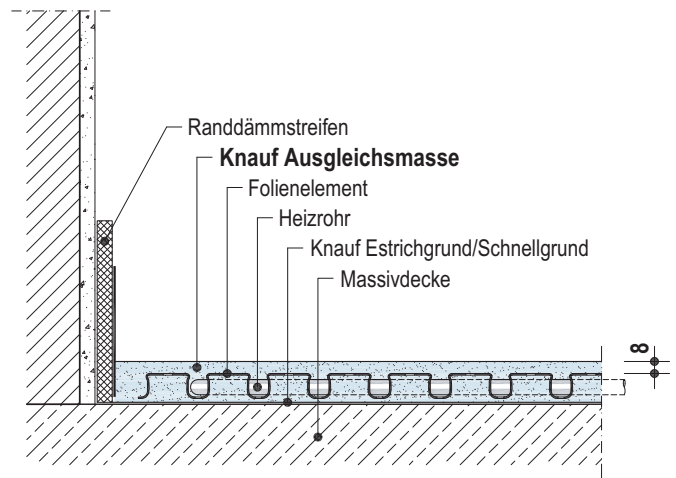 Randdämmstreifen
Knauf Ausgleichsmasse
Folienelement
Heizrohr
Knauf Estrichgrund/Schnellgrund
Massivdecke
8